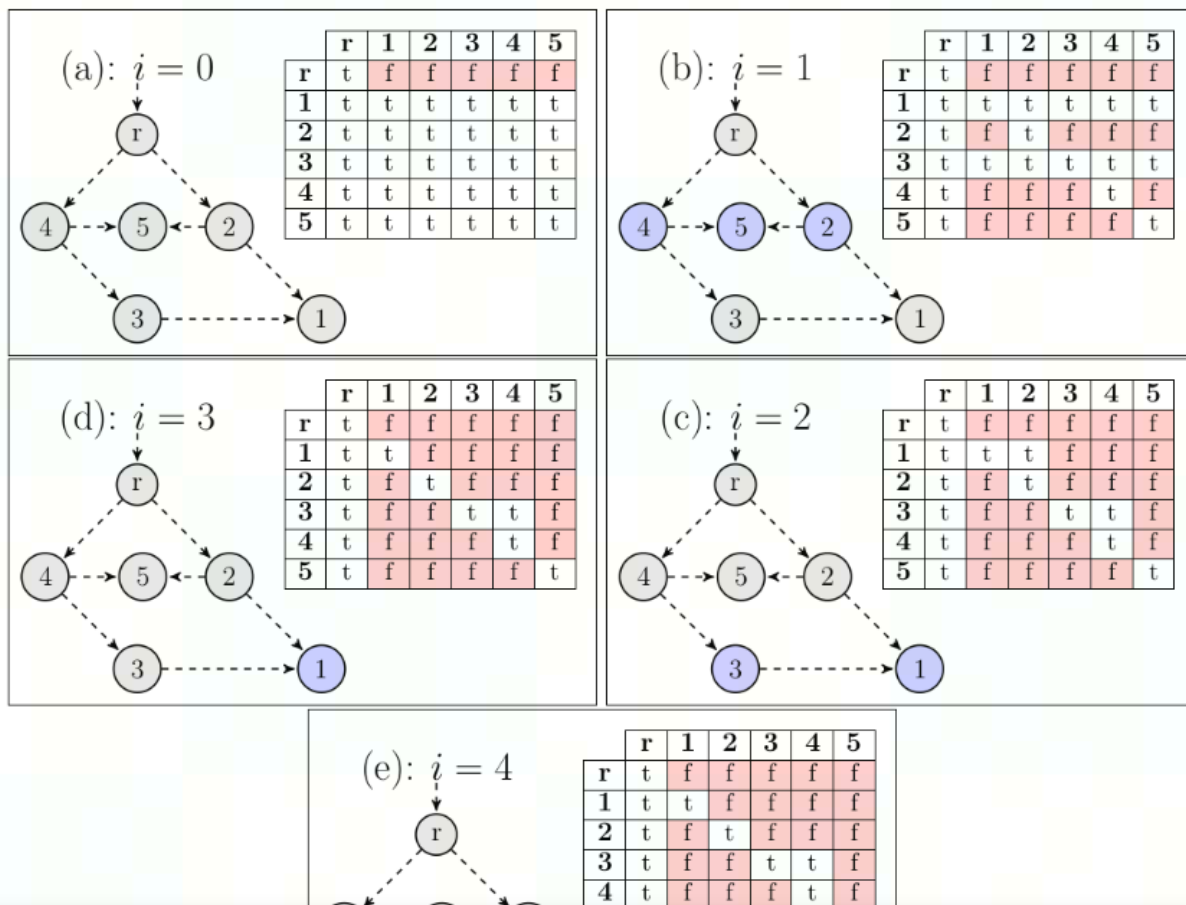 (a): i = 0
r 1 2 3 4 5
r t f f f f f
1 t t t t t t
2 t t t t t t
3 t t t t t t
4 t t t t t t
5 t t t t t t
r
4 5 2
3 1
(b): i = 1
r 1 2 3 4 5
r t f f f f f
1 t t t t t t
2 t f t f f f
3 t t t t t t
4 t f f f t f
5 t f f f f t
r
4 5 2
3 1
(d): i = 3
r 1 2 3 4 5
r t f f f f f
1 t t f f f f
2 t f t f f f
3 t f f t t f
4 t f f f t f
5 t f f f f t
r
4 5 2
3 1
(c): i = 2
r 1 2 3 4 5
r t f f f f f
1 t t t f f f
2 t f t f f f
3 t f f t t f
4 t f f f t f
5 t f f f f t
r
4 5 2
3 1
(e): i = 4
r 1 2 3 4 5
r t f f f f f
1 t t f f f f
2 t f t f f f
3 t f f t t f
4 t f f f t f
r